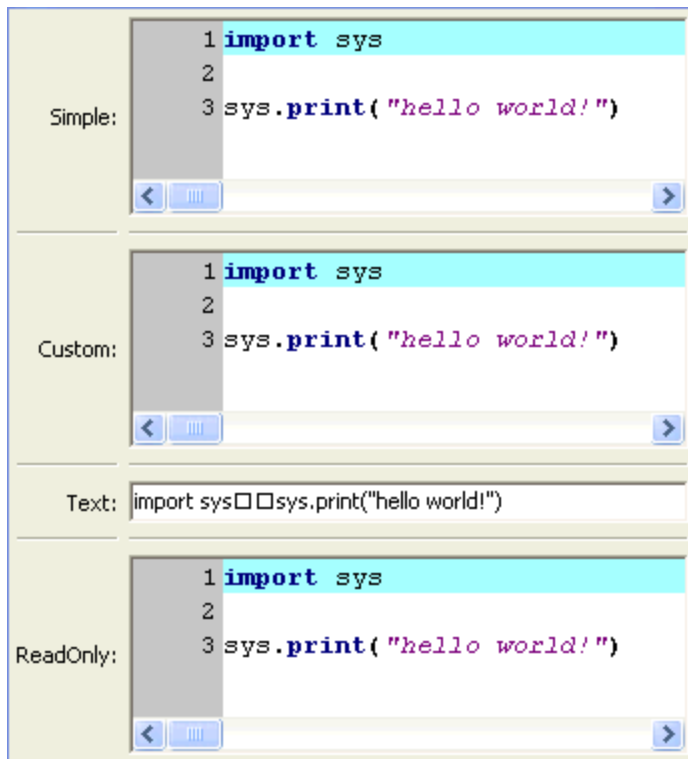 Simple:
1 import sys
2
3 sys.print("hello world!")
Custom:
1 import sys
2
3 sys.print("hello world!")
Text: import sys□□sys.print("hello world!")
ReadOnly:
1 import sys
2
3 sys.print("hello world!")